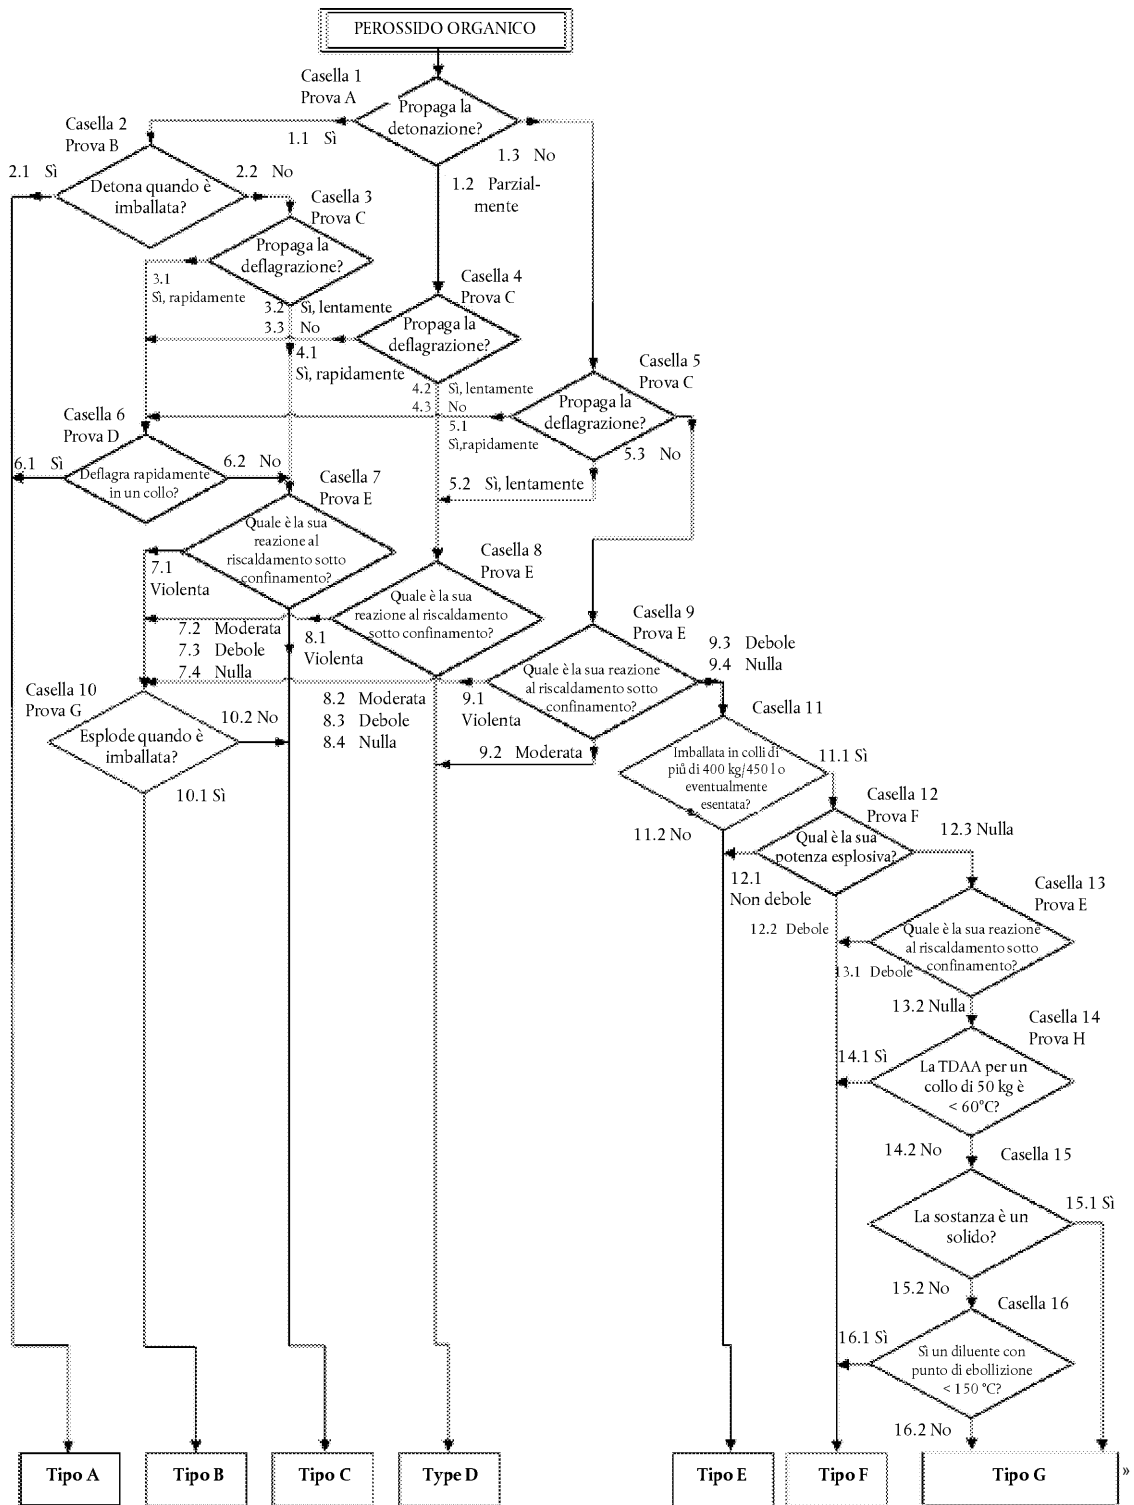 PEROSSIDO ORGANICO
Casella 1
Prova A
Propaga la
detonazione?
1.1 Sì
1.3 No
1.2 Parzial-
mente
Casella 2
Prova B
2.1 Sì
2.2 No
Detona quando è
imballata?
Casella 3
Prova C
Propaga la
deflagrazione?
3.1
Sì, rapidamente
3.2 Sì, lentamente
3.3 No
Casella 4
Prova C
Propaga la
deflagrazione?
4.1
Sì, rapidamente
4.2 Sì, lentamente
4.3 No
Casella 5
Prova C
Propaga la
deflagrazione?
5.1
Sì,rapidamente
5.3 No
5.2 Sì, lentamente
Casella 6
Prova D
6.1 Sì
6.2 No
Deflagra rapidamente
in un collo?
Casella 7
Prova E
Quale è la sua
reazione al
riscaldamento sotto
confinamento?
7.1
Violenta
7.2 Moderata
7.3 Debole
7.4 Nulla
Casella 8
Prova E
Quale è la sua
reazione al riscaldamento
sotto confinamento?
8.1
Violenta
8.2 Moderata
8.3 Debole
8.4 Nulla
Casella 9
Prova E
Quale è la sua reazione
al riscaldamento sotto
confinamento?
9.3 Debole
9.4 Nulla
9.1
Violenta
9.2 Moderata
Casella 10
Prova G
Esplode quando è
imballata?
10.2 No
10.1 Sì
Casella 11
Imballata in colli di
più di 400 kg/450 l o
eventualmente
esentata?
11.1 Sì
11.2 No
Casella 12
Prova F
Qual è la sua
potenza esplosiva?
12.3 Nulla
12.1
Non debole
12.2 Debole
Casella 13
Prova E
Quale è la sua reazione
al riscaldamento sotto
confinamento?
13.1 Debole
13.2 Nulla
Casella 14
Prova H
14.1 Sì
La TDAA per un
collo di 50 kg è
< 60°C?
14.2 No
Casella 15
15.1 Sì
La sostanza è un
solido?
15.2 No
Casella 16
16.1 Sì
Sì un diluente con
punto di ebollizione
< 150 °C?
16.2 No
Tipo A
Tipo B
Tipo C
Type D
Tipo E
Tipo F
Tipo G
»